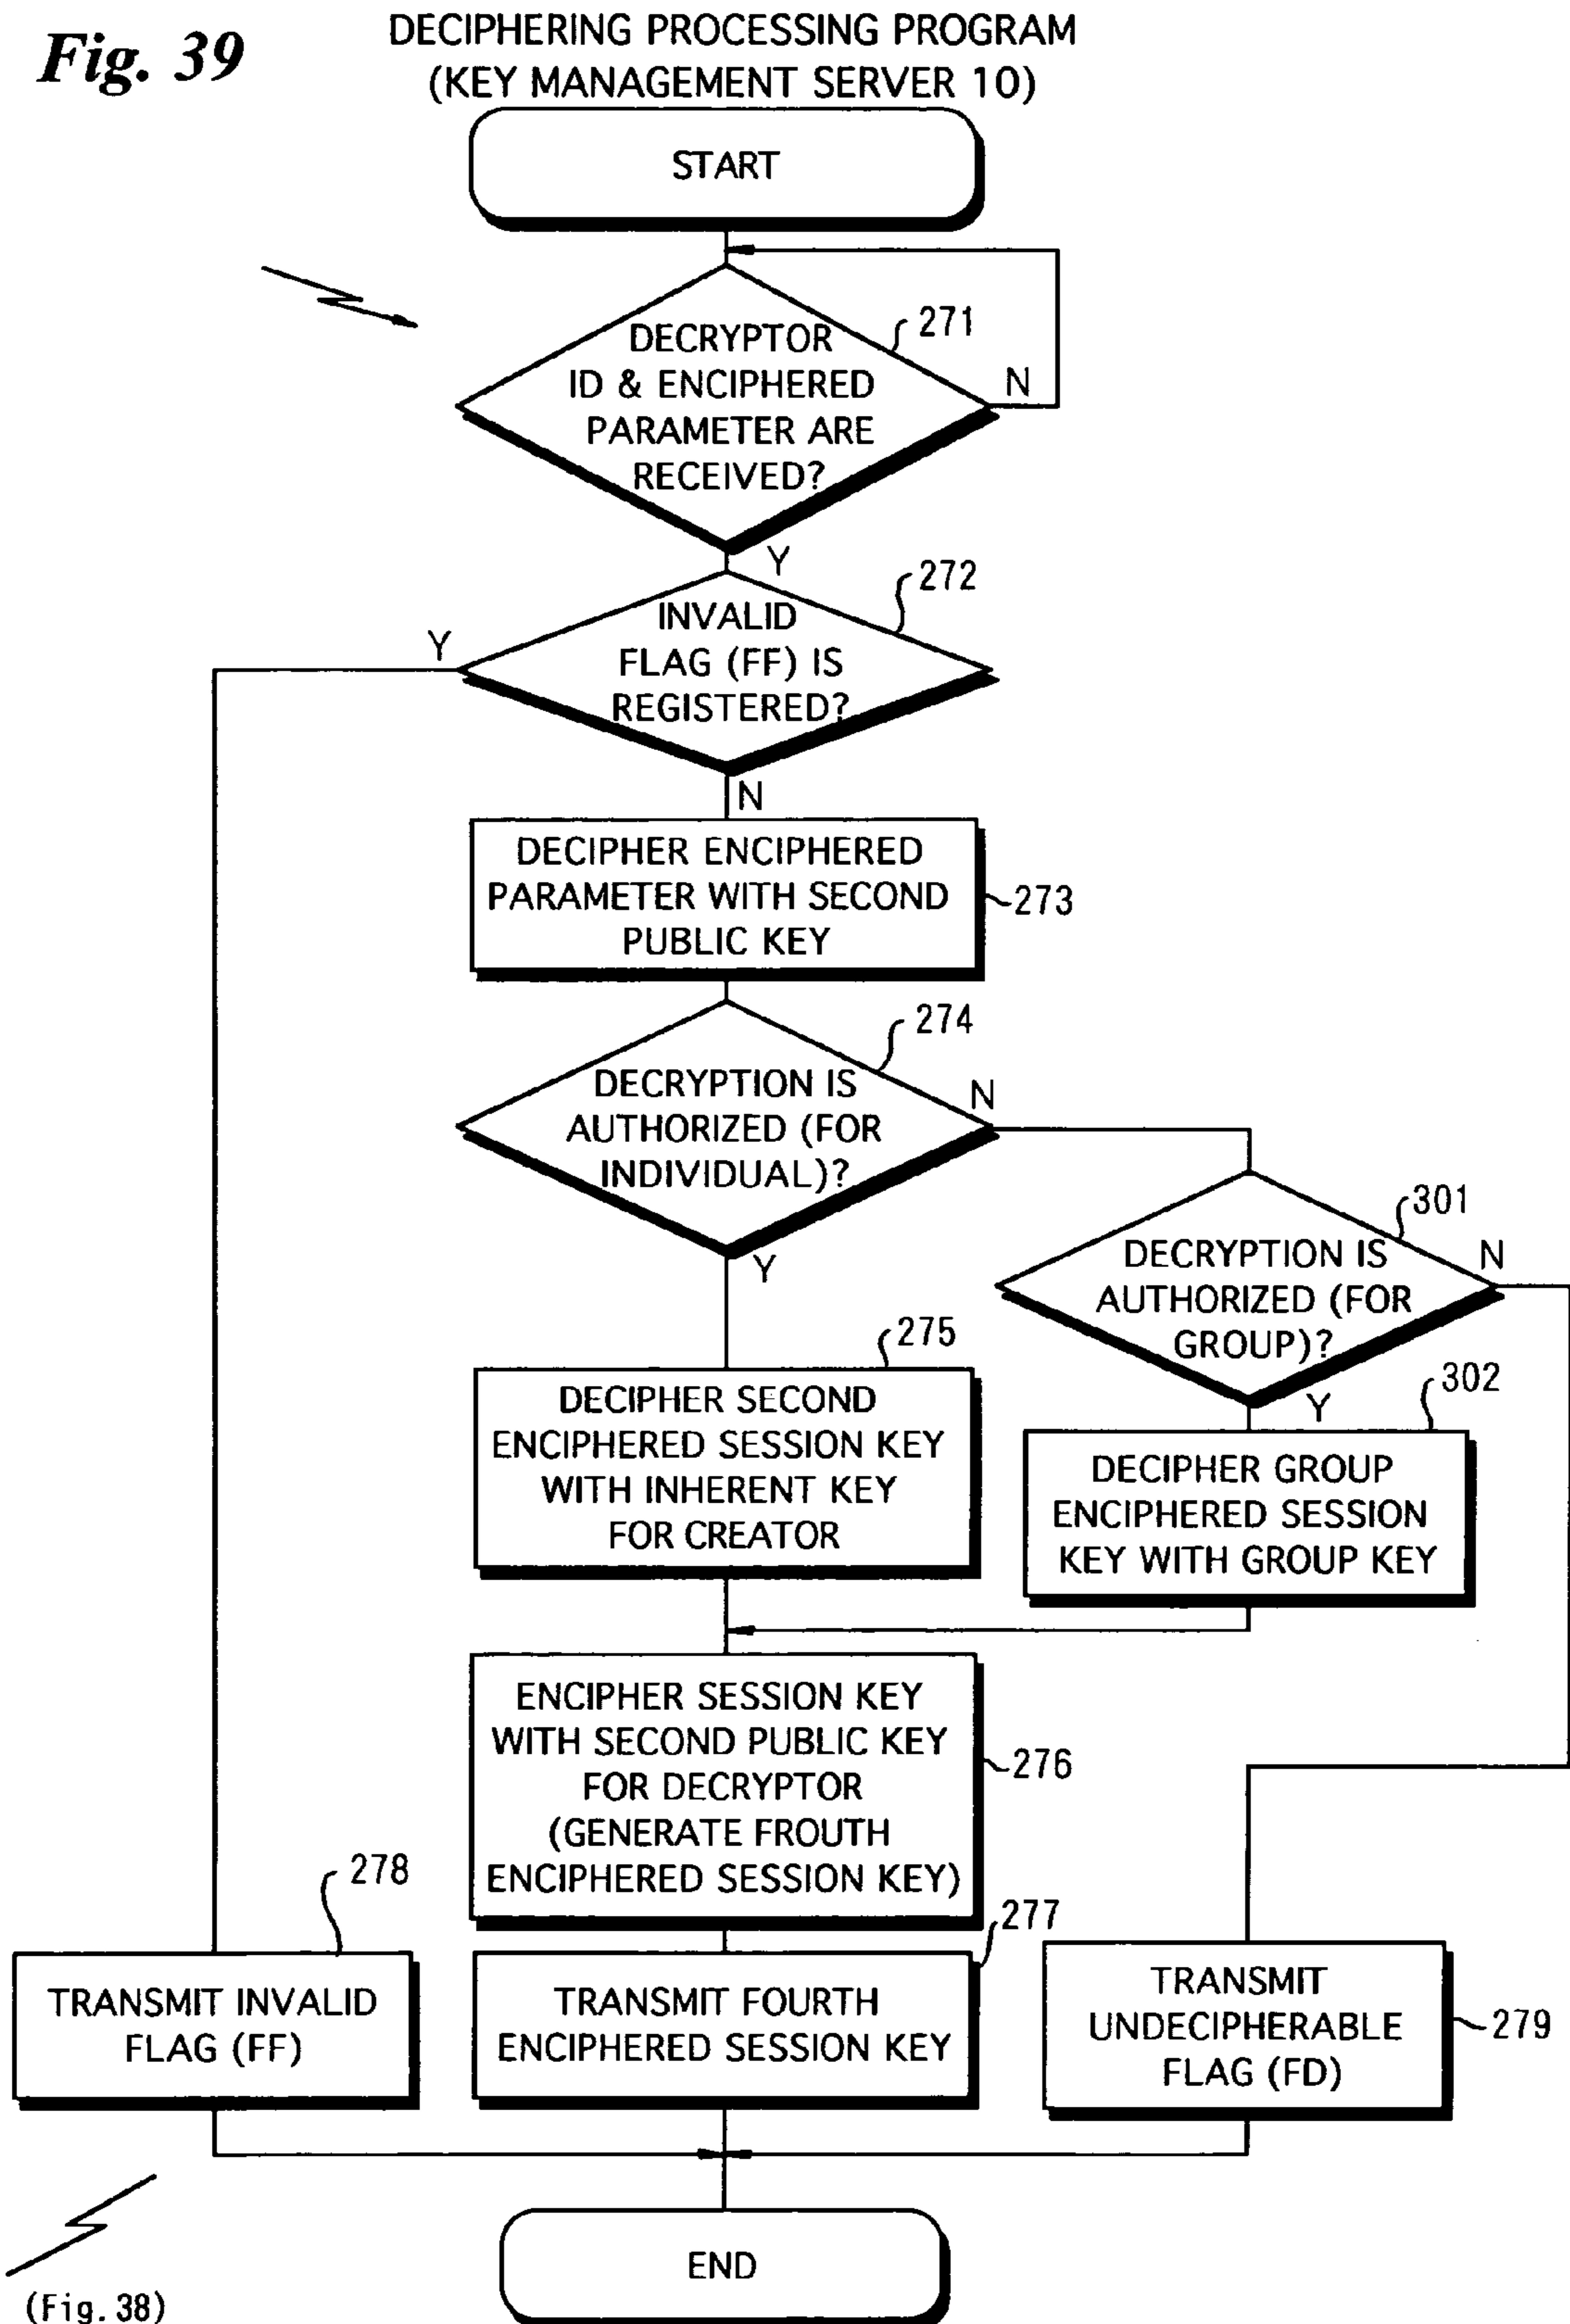 Fig. 39
DECIPHERING PROCESSING PROGRAM
(KEY MANAGEMENT SERVER 10)
START
DECRYPTOR
ID & ENCIPHERED
PARAMETER ARE
RECEIVED?
271
N
Y
INVALID
FLAG (FF) IS
REGISTERED?
272
Y
N
DECIPHER ENCIPHERED
PARAMETER WITH SECOND
PUBLIC KEY
273
DECRYPTION IS
AUTHORIZED (FOR
INDIVIDUAL)?
274
N
Y
DECRYPTION IS
AUTHORIZED (FOR
GROUP)?
301
N
Y
DECIPHER SECOND
ENCIPHERED SESSION KEY
WITH INHERENT KEY
FOR CREATOR
275
DECIPHER GROUP
ENCIPHERED SESSION
KEY WITH GROUP KEY
302
ENCIPHER SESSION KEY
WITH SECOND PUBLIC KEY
FOR DECRYPTOR
(GENERATE FROUTH
ENCIPHERED SESSION KEY)
276
TRANSMIT INVALID
FLAG (FF)
278
TRANSMIT FOURTH
ENCIPHERED SESSION KEY
277
TRANSMIT
UNDECIPHERABLE
FLAG (FD)
279
END
(Fig. 38)